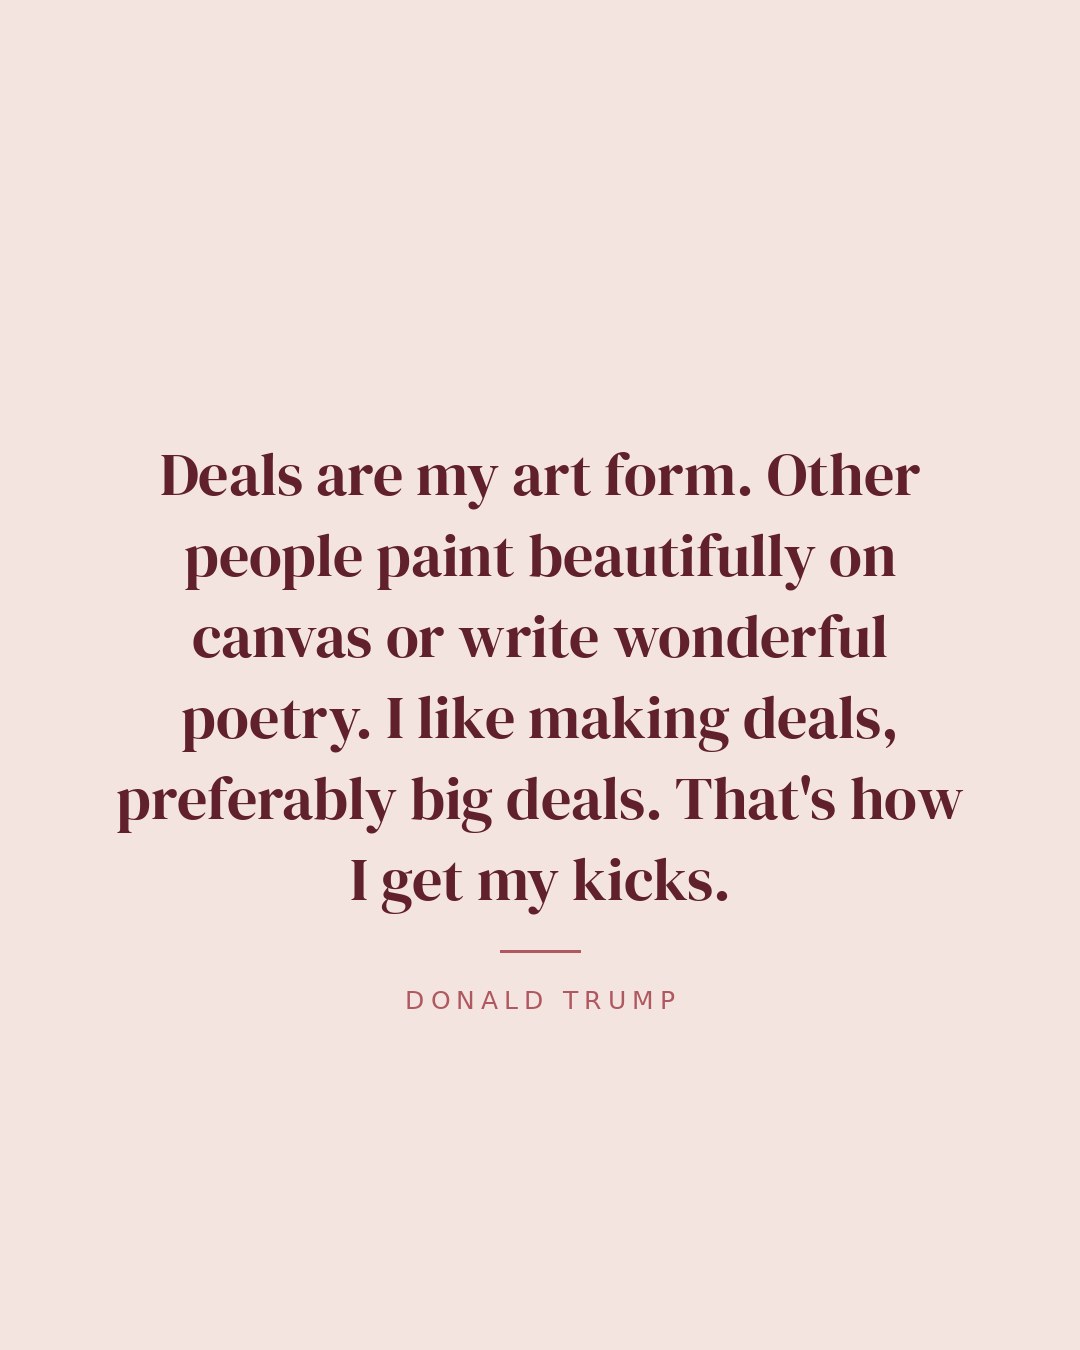 Deals are my art form. Other
people paint beautifully on
canvas or write wonderful
poetry. I like making deals,
preferably big deals. That's how
I get my kicks.
DONALD TRUMP